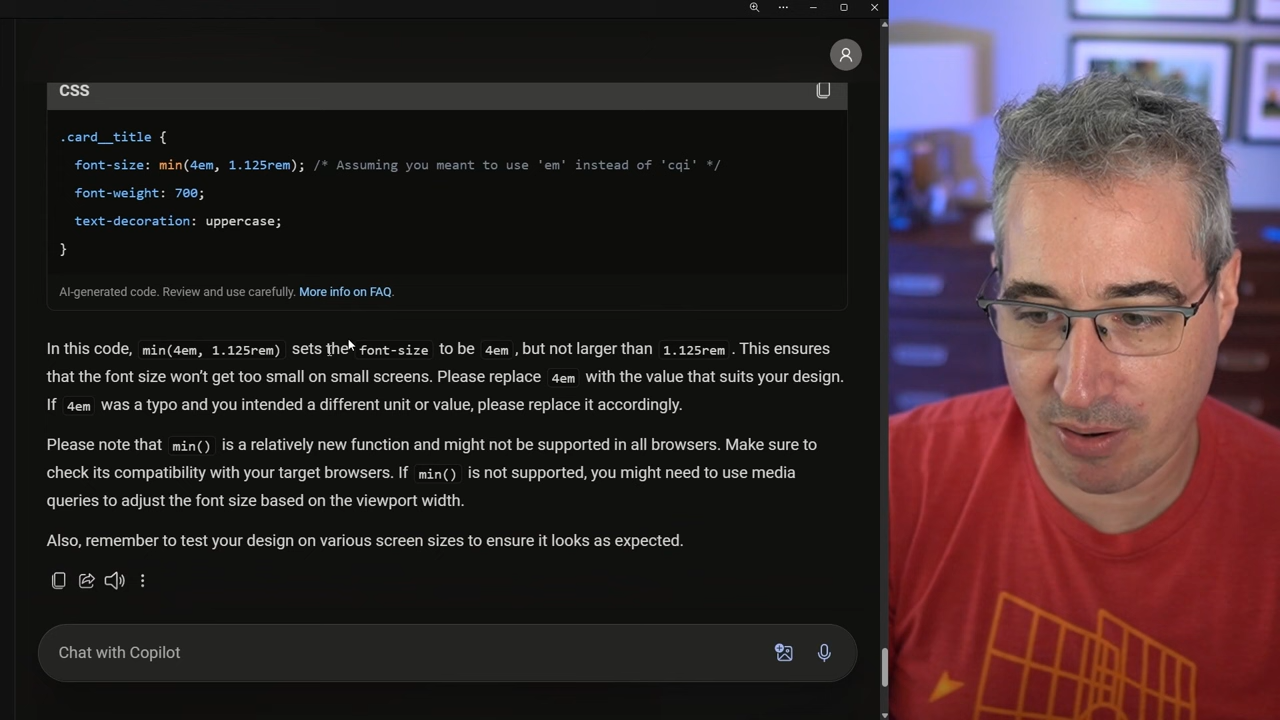 CSS
.card__title {
font-size: min(4em, 1.125rem); /* Assuming you meant to use 'em' instead of 'cqi' */
font-weight: 700;
text-decoration: uppercase;
}
AI-generated code. Review and use carefully. More info on FAQ.
In this code, min(4em, 1.125rem) sets the font-size to be 4em , but not larger than 1.125rem . This ensures
that the font size won't get too small on small screens. Please replace 4em with the value that suits your design.
If 4em was a typo and you intended a different unit or value, please replace it accordingly.
Please note that min() is a relatively new function and might not be supported in all browsers. Make sure to
check its compatibility with your target browsers. If min() is not supported, you might need to use media
queries to adjust the font size based on the viewport width.
Also, remember to test your design on various screen sizes to ensure it looks as expected.
Chat with Copilot